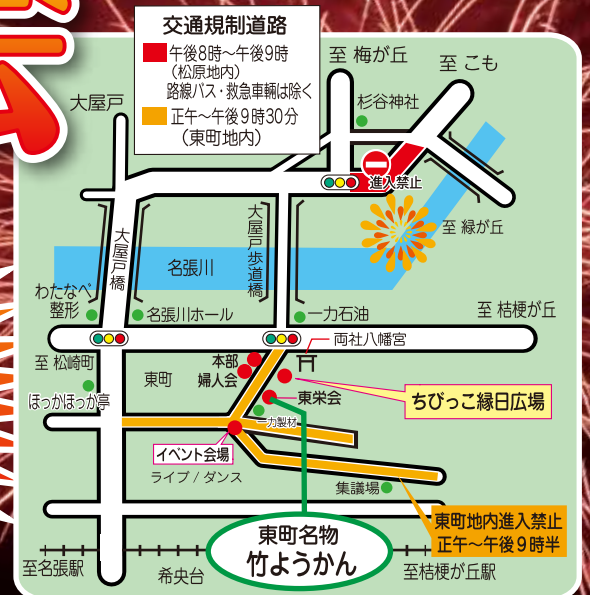 交通規制道路
午後8時~午後9時
(松原地内)
路線バス・救急車輛は除く
正午~午後9時30分
(東町地内)
至 梅が丘
至 こも
大屋戸
杉谷神社
進入禁止
至 緑が丘
大屋戸橋
大屋戸歩道橋
名張川
わたなべ
整形
名張川ホール
一力石油
至 桔梗が丘
両社八幡宮
至 松崎町
本部
婦人会
東町
ほっかほっか亭
東栄会
ちびっこ縁日広場
一力製材
イベント会場
ライブ / ダンス
集議場
東町地内進入禁止
正午~午後9時半
東町名物
竹ようかん
至名張駅
希央台
至桔梗が丘駅